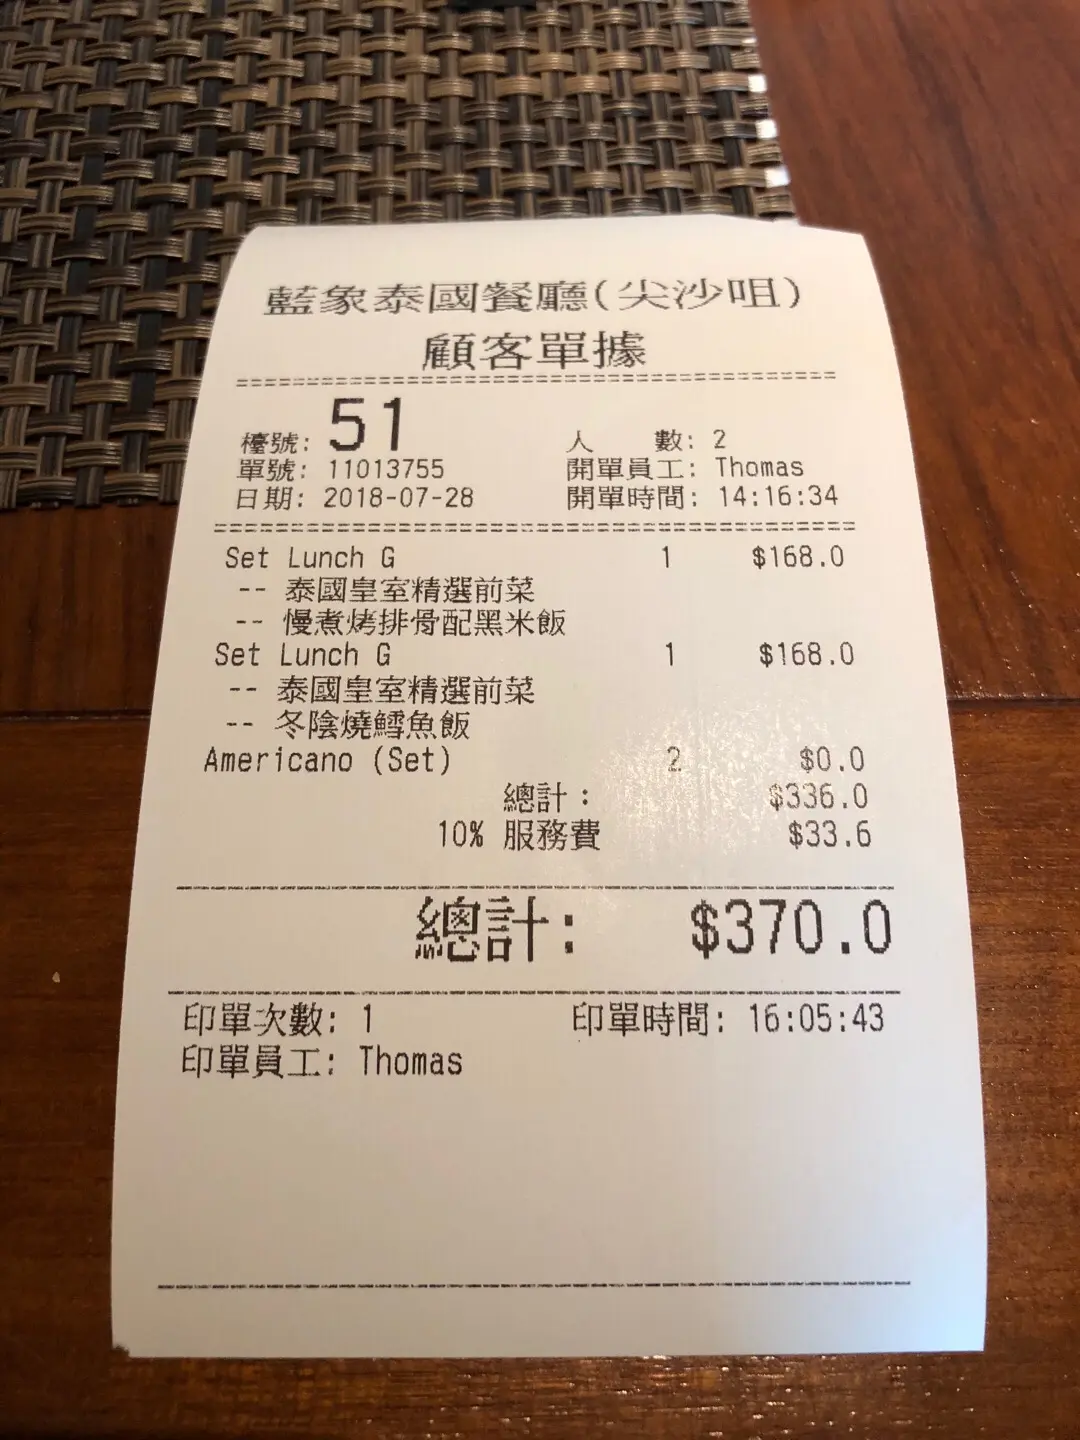 藍象泰國餐廳(尖沙咀)
顧客單據
檯號: 51 人 數: 2
單號: 11013755 開單員工: Thomas
日期: 2018-07-28 開單時間: 14:16:34
Set Lunch G 1 $168.0
-- 泰國皇室精選前菜
-- 慢煮烤排骨配黑米飯
Set Lunch G 1 $168.0
-- 泰國皇室精選前菜
-- 冬陰燒鱈魚飯
Americano (Set) 2 $0.0
總計: $336.0
10% 服務費 $33.6
總計: $370.0
印單次數: 1 印單時間: 16:05:43
印單員工: Thomas